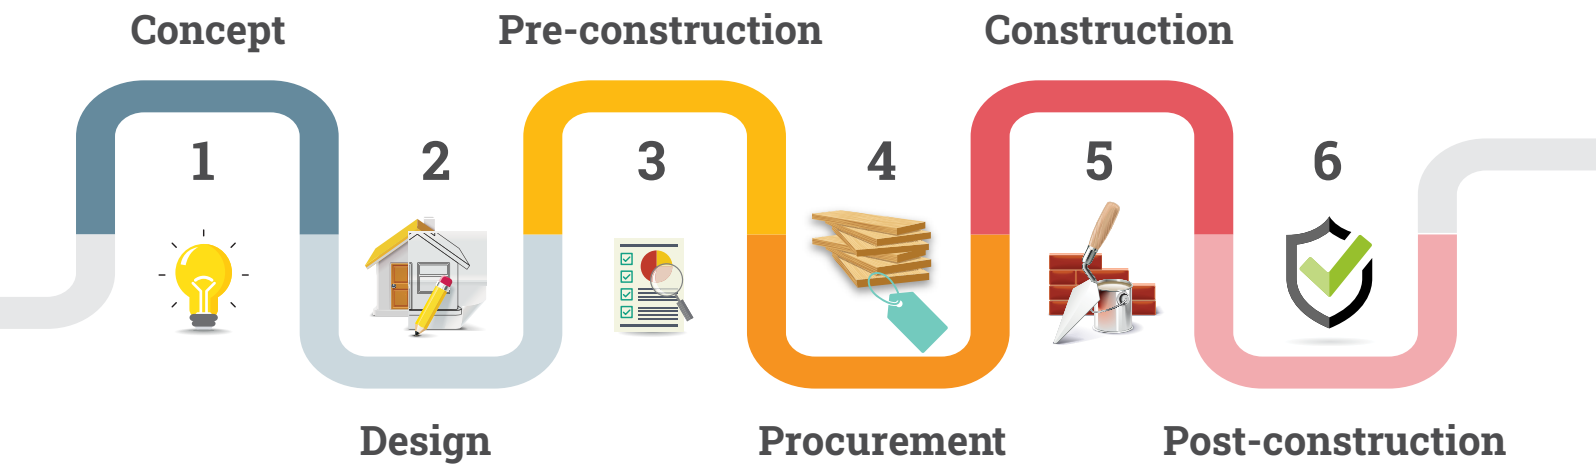 Concept
Pre-construction
Construction
1
2
3
4
5
6
Design
Procurement
Post-construction